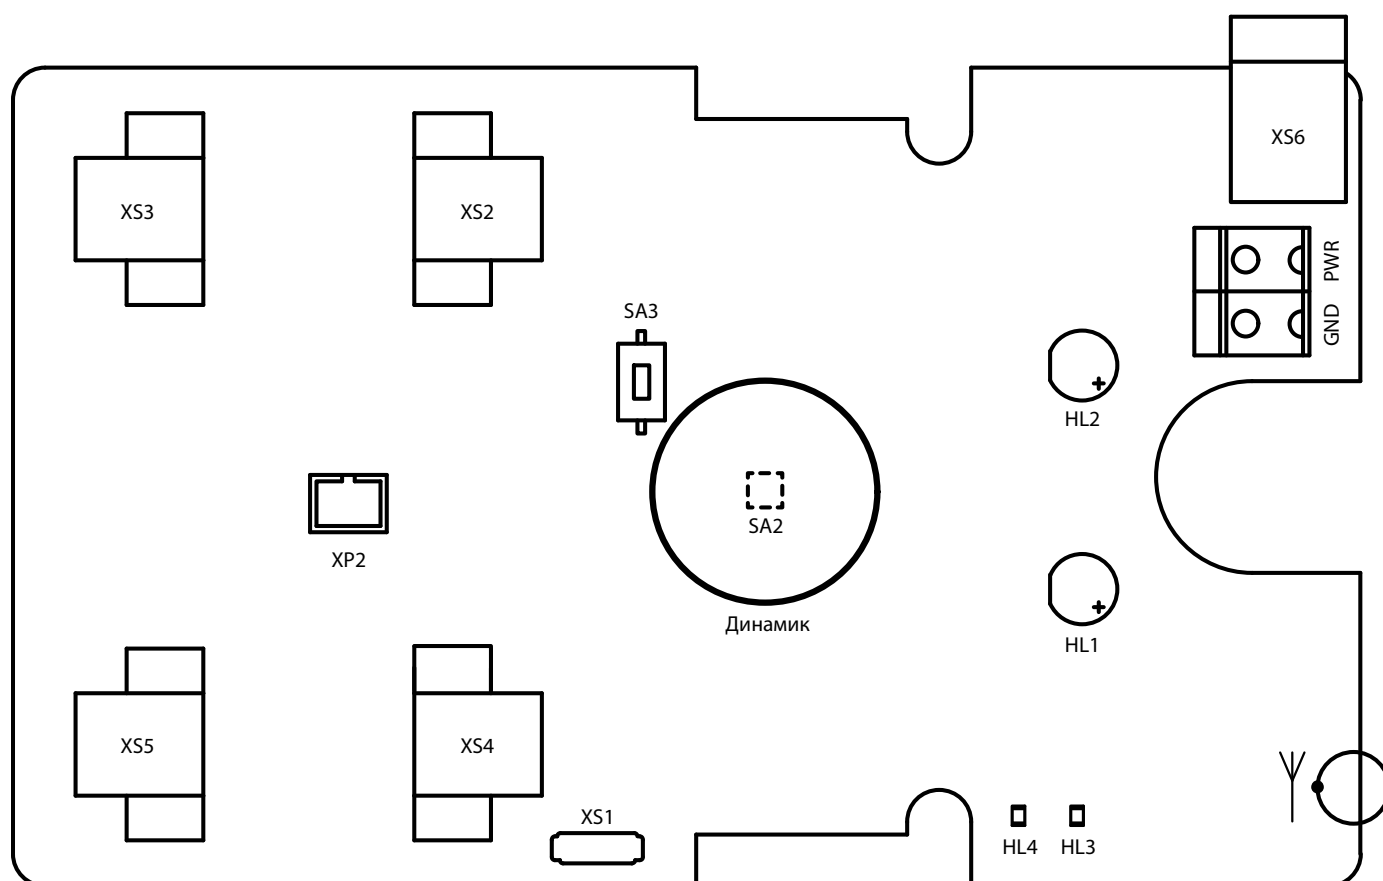 XS6
XS3
XS2
PWR
GND
SA3
HL2
SA2
XP2
Динамик
HL1
XS5
XS4
XS1
HL4
HL3